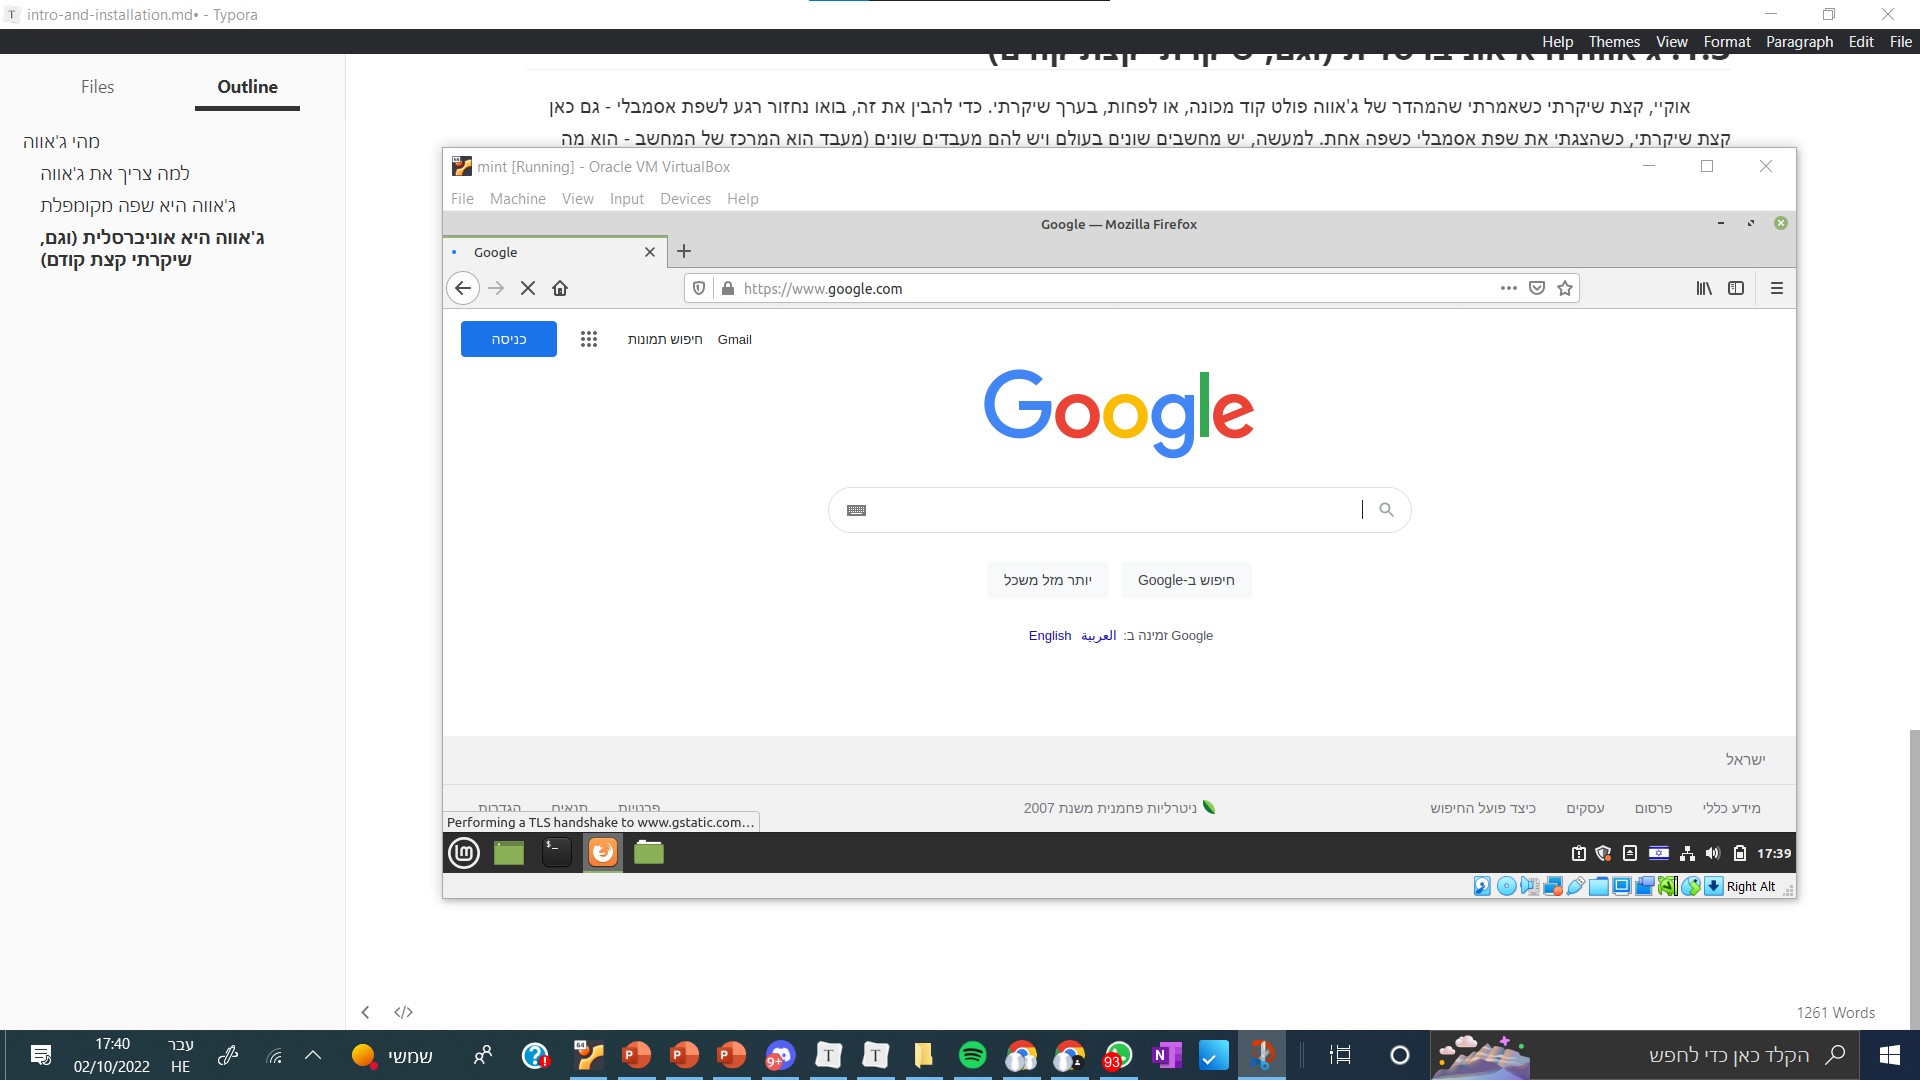 intro-and-installation.md• - Typora
Help Themes View Format Paragraph Edit File
Files
Outline
מהי ג'אווה
למה צריך את ג'אווה
ג'אווה היא שפה מקומפלת
ג'אווה היא אוניברסלית (וגם,
שיקרתי קצת קודם)
אוקיי, קצת שיקרתי כשאמרתי שהמהדר של ג'אווה פולט קוד מכונה, או לפחות, בערך שיקרתי. כדי להבין את זה, בואו נחזור רגע לשפת אסמבלי - גם כאן
קצת שיקרתי, כשהצגתי את שפת אסמבלי כשפה אחת. למעשה, יש מחשבים שונים בעולם ויש להם מעבדים שונים (מעבד הוא המרכז של המחשב - הוא מה
mint [Running] - Oracle VM VirtualBox
File Machine View Input Devices Help
Google — Mozilla Firefox
Google
https://www.google.com
כניסה
חיפוש תמונות
Gmail
Google
חיפוש ב-Google
יותר מזל משכל
Google זמינה ב: العربية English
ישראל
מידע כללי
פרסום
עסקים
כיצד פועל החיפוש
ניטרליות פחמנית משנת 2007
פרטיות
תנאים
הגדרות
Performing a TLS handshake to www.gstatic.com…
17:39
Right Alt
1261 Words
17:40
02/10/2022
עבר
HE
שמשי
93
הקלד כאן כדי לחפש